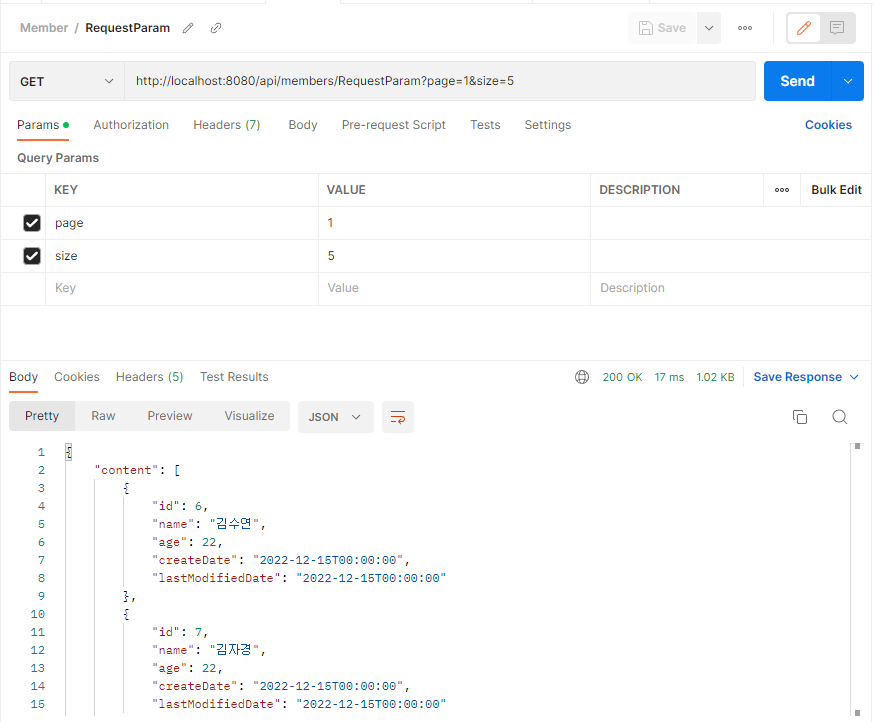 Member / RequestParam
Save
GET http://localhost:8080/api/members/RequestParam?page=1&size=5 Send
Params Authorization Headers (7) Body Pre-request Script Tests Settings Cookies
Query Params
KEY VALUE DESCRIPTION Bulk Edit
page 1
size 5
Key Value Description
Body Cookies Headers (5) Test Results 200 OK 17 ms 1.02 KB Save Response
Pretty Raw Preview Visualize JSON
1 {
2 "content": [
3 {
4 "id": 6,
5 "name": "김수연",
6 "age": 22,
7 "createDate": "2022-12-15T00:00:00",
8 "lastModifiedDate": "2022-12-15T00:00:00"
9 },
10 {
11 "id": 7,
12 "name": "김자경",
13 "age": 22,
14 "createDate": "2022-12-15T00:00:00",
15 "lastModifiedDate": "2022-12-15T00:00:00"